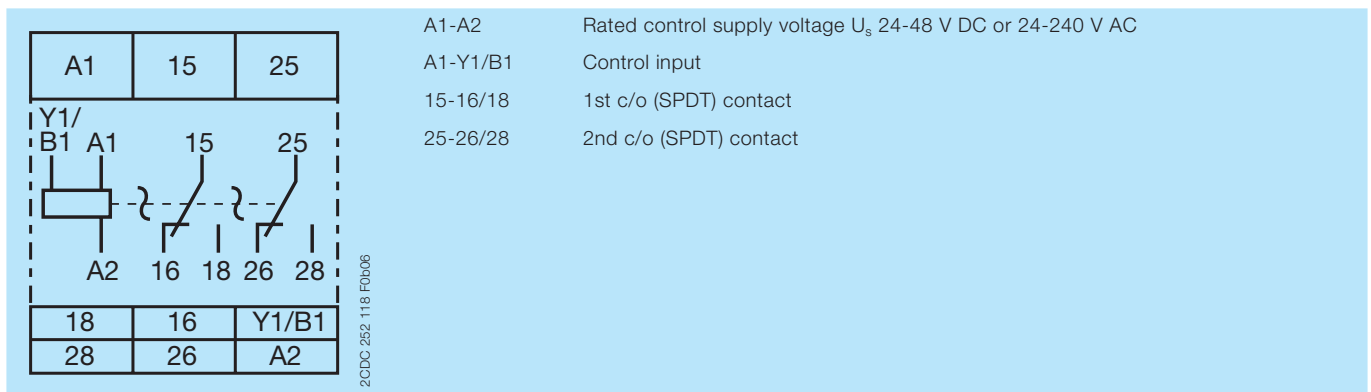 A1 15 25
Y1/
B1 A1 15 25
A2 16 18 26 28
18 16 Y1/B1
28 26 A2
2CDC 252 118 F0b06
A1-A2 Rated control supply voltage Us 24-48 V DC or 24-240 V AC
A1-Y1/B1 Control input
15-16/18 1st c/o (SPDT) contact
25-26/28 2nd c/o (SPDT) contact